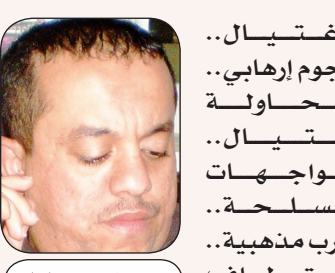 غتيال..
جوم إرهابي..
حاولة
تيال..
واجهات
سلحة..
رب مذهبية..